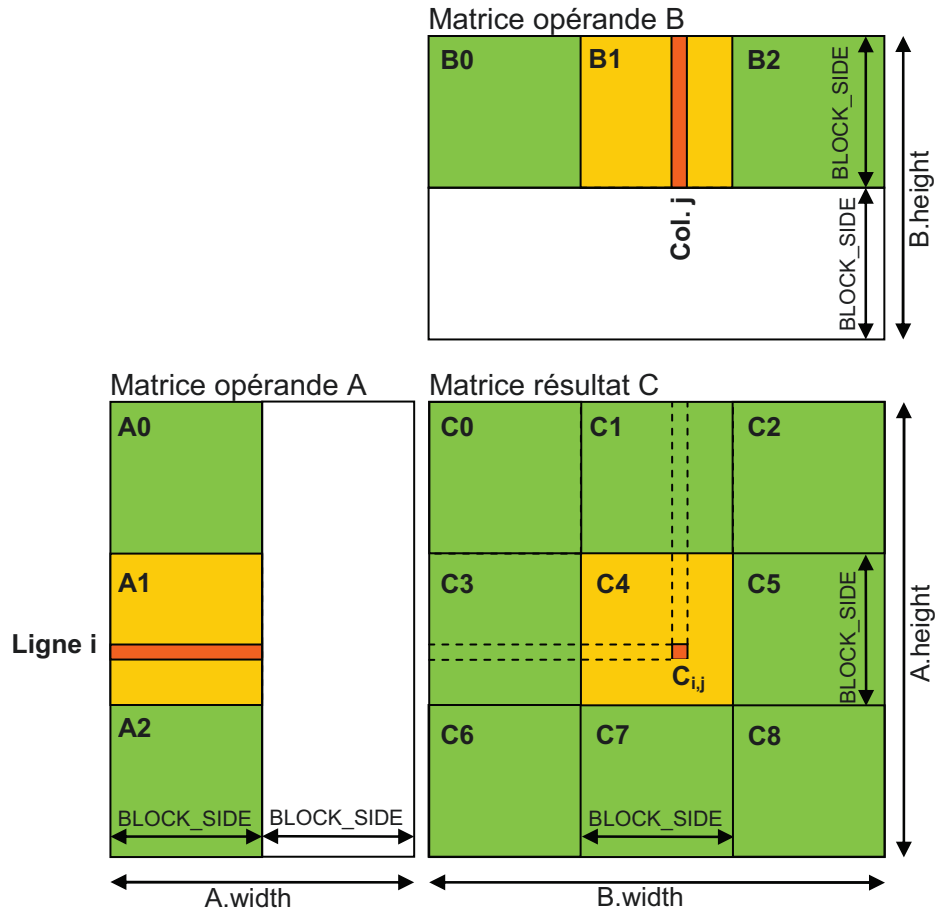 Matrice opérande B
B0
B1
B2
BLOCK_SIDE
B.height
Col. j
BLOCK_SIDE
Matrice opérande A
Matrice résultat C
A0
C0
C1
C2
A1
C3
C4
C5
BLOCK_SIDE
A.height
Ligne i
Ci,j
A2
C6
C7
C8
BLOCK_SIDE
BLOCK_SIDE
BLOCK_SIDE
A.width
B.width